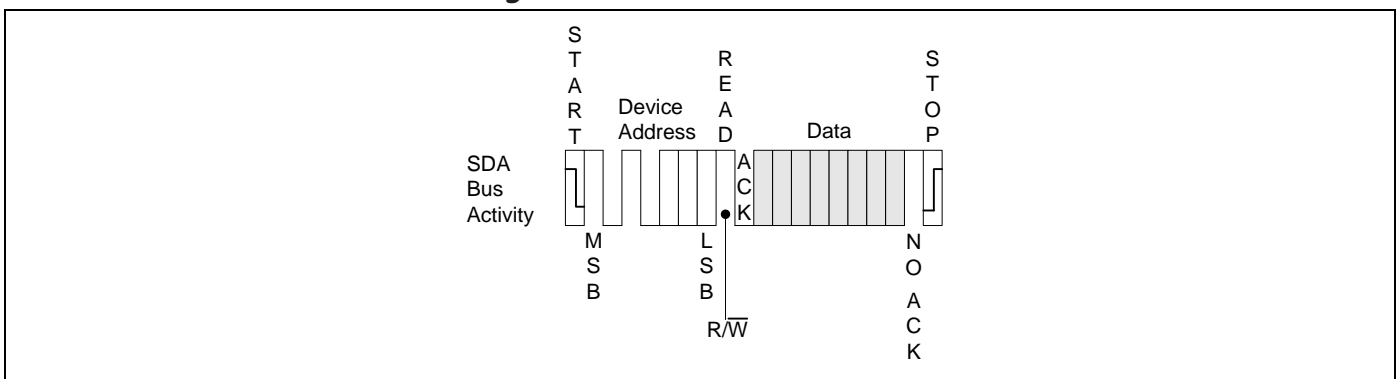 START
READ
STOP
Device
Address
Data
SDA
Bus
Activity
ACK
MSB
LSB
NO ACK
R/W̅